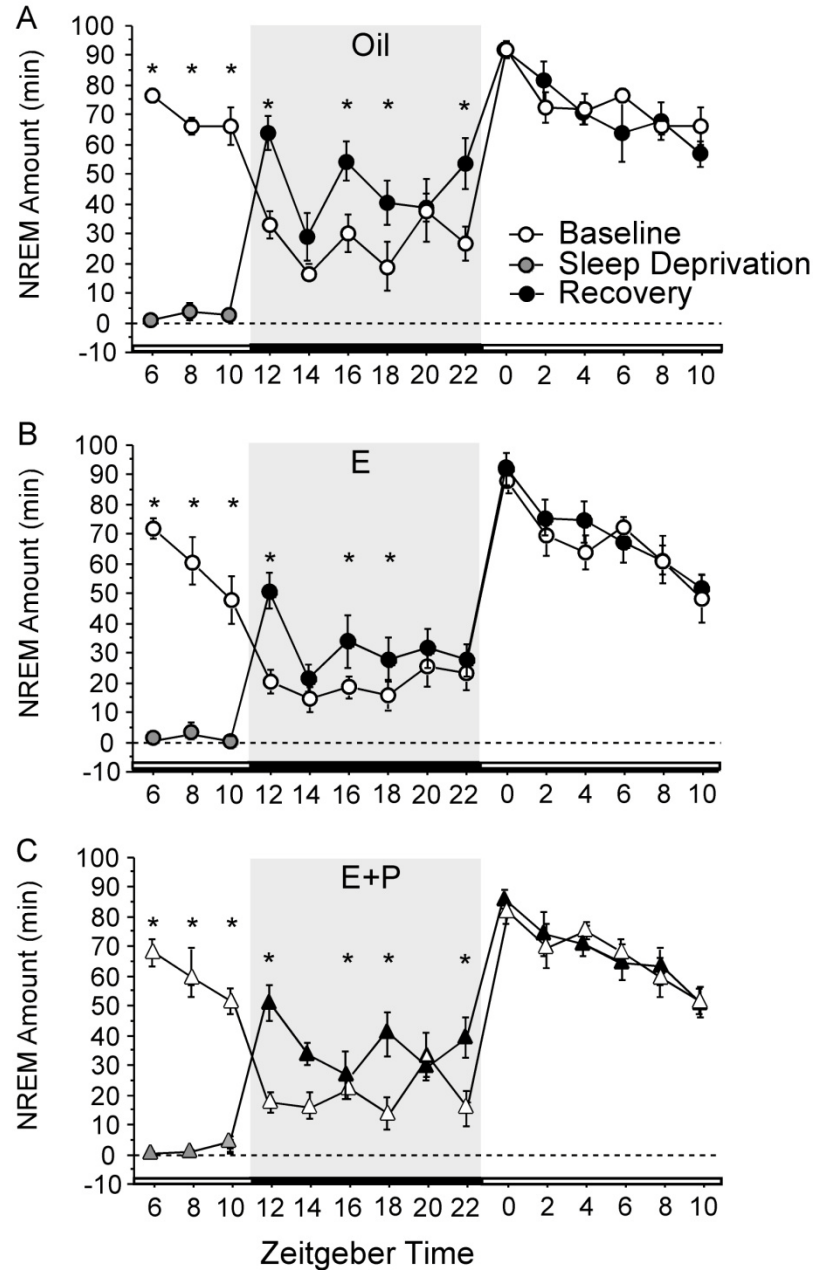 A
Oil
NREM Amount (min)
100
90
80
70
60
50
40
30
20
10
0
-10
* * * * * * *
Baseline
Sleep Deprivation
Recovery
6 8 10 12 14 16 18 20 22 0 2 4 6 8 10
B
E
NREM Amount (min)
100
90
80
70
60
50
40
30
20
10
0
-10
* * * * * *
6 8 10 12 14 16 18 20 22 0 2 4 6 8 10
C
E+P
NREM Amount (min)
100
90
80
70
60
50
40
30
20
10
0
-10
* * * * * * *
6 8 10 12 14 16 18 20 22 0 2 4 6 8 10
Zeitgeber Time